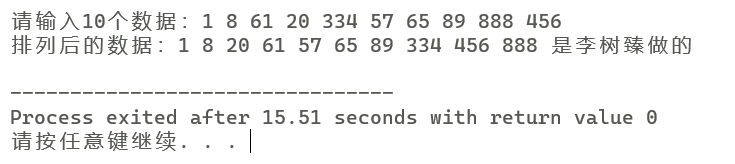 请输入10个数据：1 8 61 20 334 57 65 89 888 456
排列后的数据：1 8 20 61 57 65 89 334 456 888 是李树臻做的
--------------------------------
Process exited after 15.51 seconds with return value 0
请按任意键继续. . .